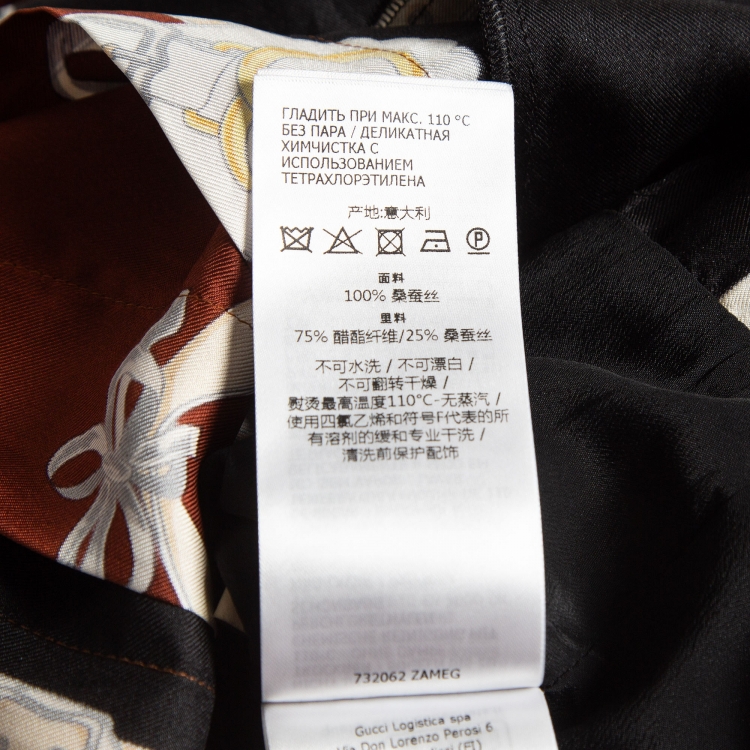 ГЛАДИТЬ ПРИ МАКС. 110 °C
БЕЗ ПАРА / ДЕЛИКАТНАЯ
ХИМЧИСТКА С
ИСПОЛЬЗОВАНИЕМ
ТЕТРАХЛОРЭТИЛЕНА
产地:意大利
P
面料
100% 桑蚕丝
里料
75% 醋酯纤维/25% 桑蚕丝
不可水洗 / 不可漂白 /
不可翻转干燥 /
熨烫最高温度110°C-无蒸汽 /
使用四氯乙烯和符号F代表的所
有溶剂的缓和专业干洗 /
清洗前保护配饰
732062 ZAMEG
Gucci Logistica spa
Via Don Lorenzo Perosi 6
(FI)